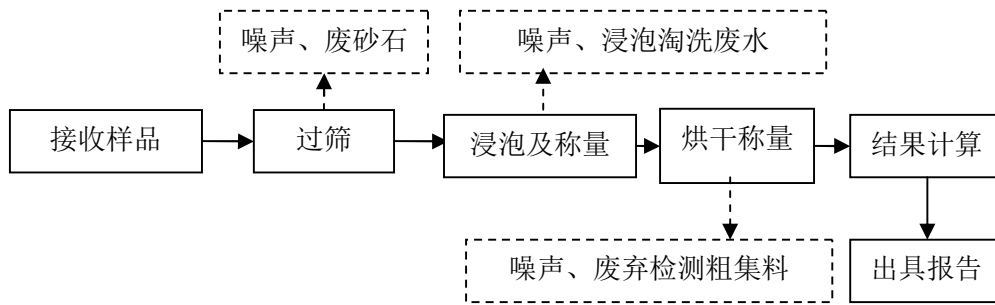 噪声、废砂石
噪声、浸泡淘洗废水
接收样品
过筛
浸泡及称量
烘干称量
结果计算
噪声、废弃检测粗集料
出具报告